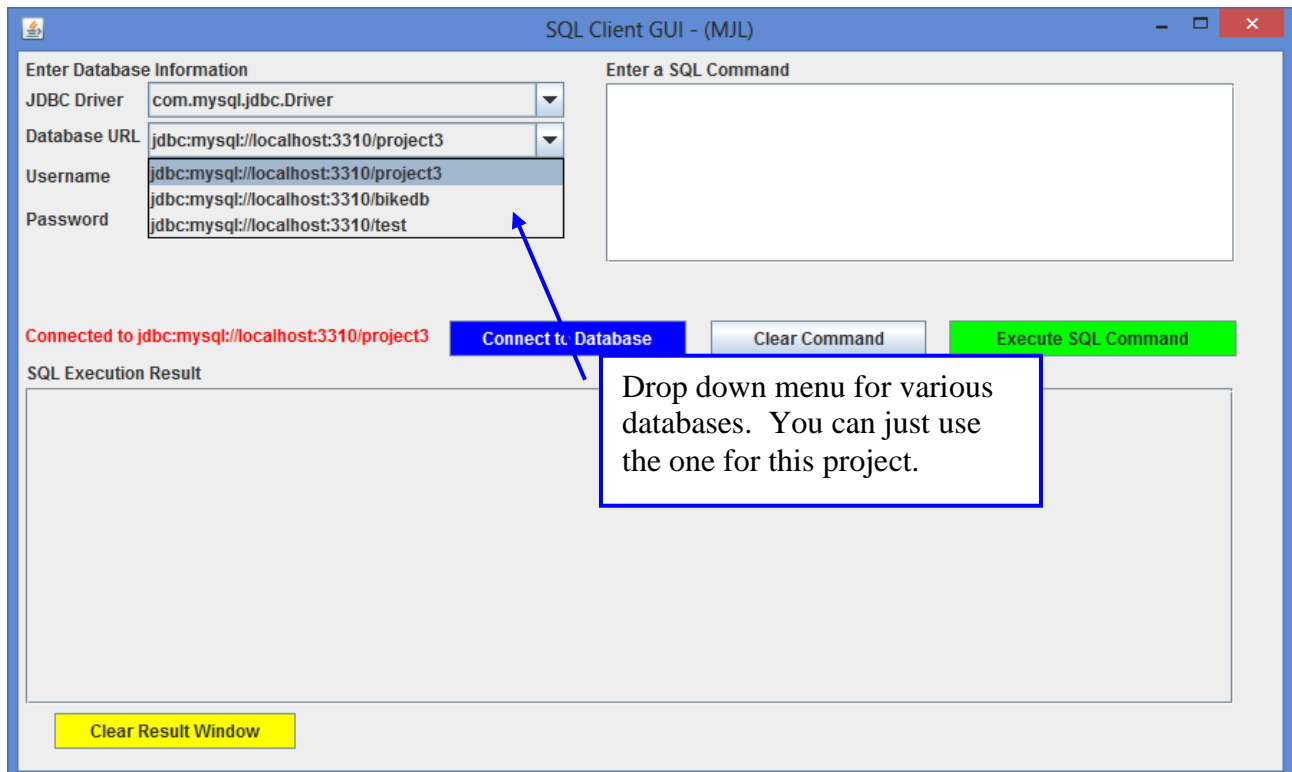 SQL Client GUI - (MJL)
Enter Database Information
JDBC Driver
com.mysql.jdbc.Driver
Database URL
jdbc:mysql://localhost:3310/project3
jdbc:mysql://localhost:3310/project3
jdbc:mysql://localhost:3310/bikedb
jdbc:mysql://localhost:3310/test
Username
Password
Enter a SQL Command
Connected to jdbc:mysql://localhost:3310/project3
Connect to Database
Clear Command
Execute SQL Command
SQL Execution Result
Drop down menu for various
databases. You can just use
the one for this project.
Clear Result Window